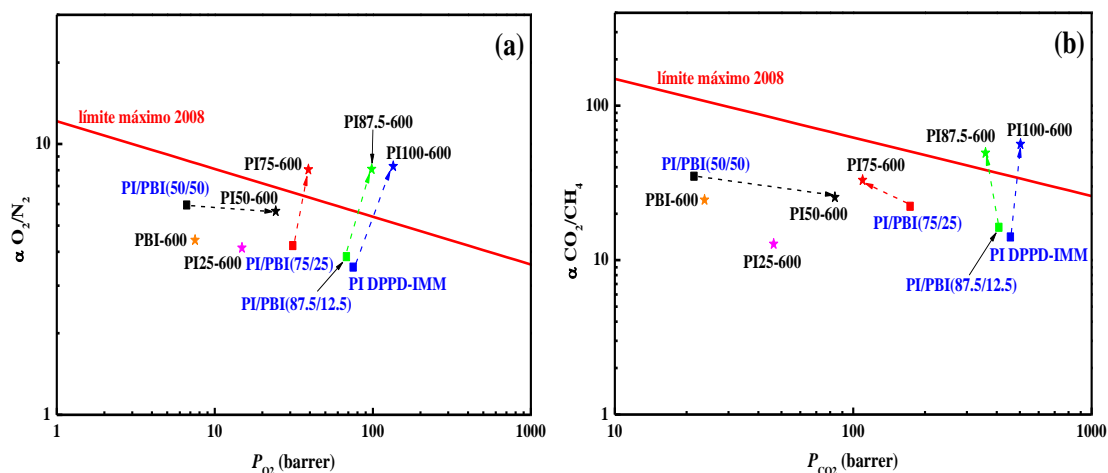 (a)
límite máximo 2008
PI87.5-600
PI100-600
PI75-600
PI/PBI(50/50)
PI50-600
PBI-600
PI25-600
PI/PBI(75/25)
PI DPPD-IMM
PI/PBI(87.5/12.5)
α O₂/N₂
10
1
1
10
100
1000
P_O₂ (barrer)
(b)
límite máximo 2008
PI87.5-600
PI100-600
PI75-600
PI/PBI(50/50)
PBI-600
PI50-600
PI/PBI(75/25)
PI25-600
PI DPPD-IMM
PI/PBI(87.5/12.5)
α CO₂/CH₄
100
10
10
100
1000
P_CO₂ (barrer)